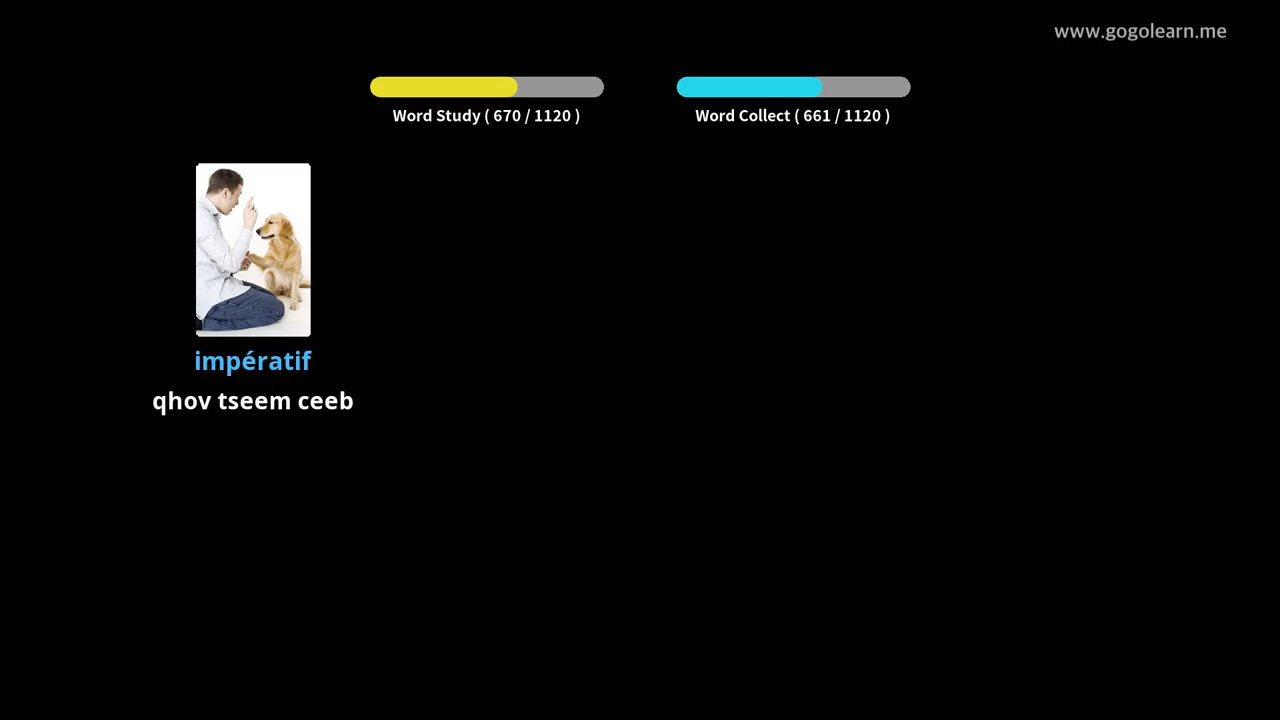 www.gogolearn.me
Word Study ( 670 / 1120 )
Word Collect ( 661 / 1120 )
impératif
qhov tseem ceeb